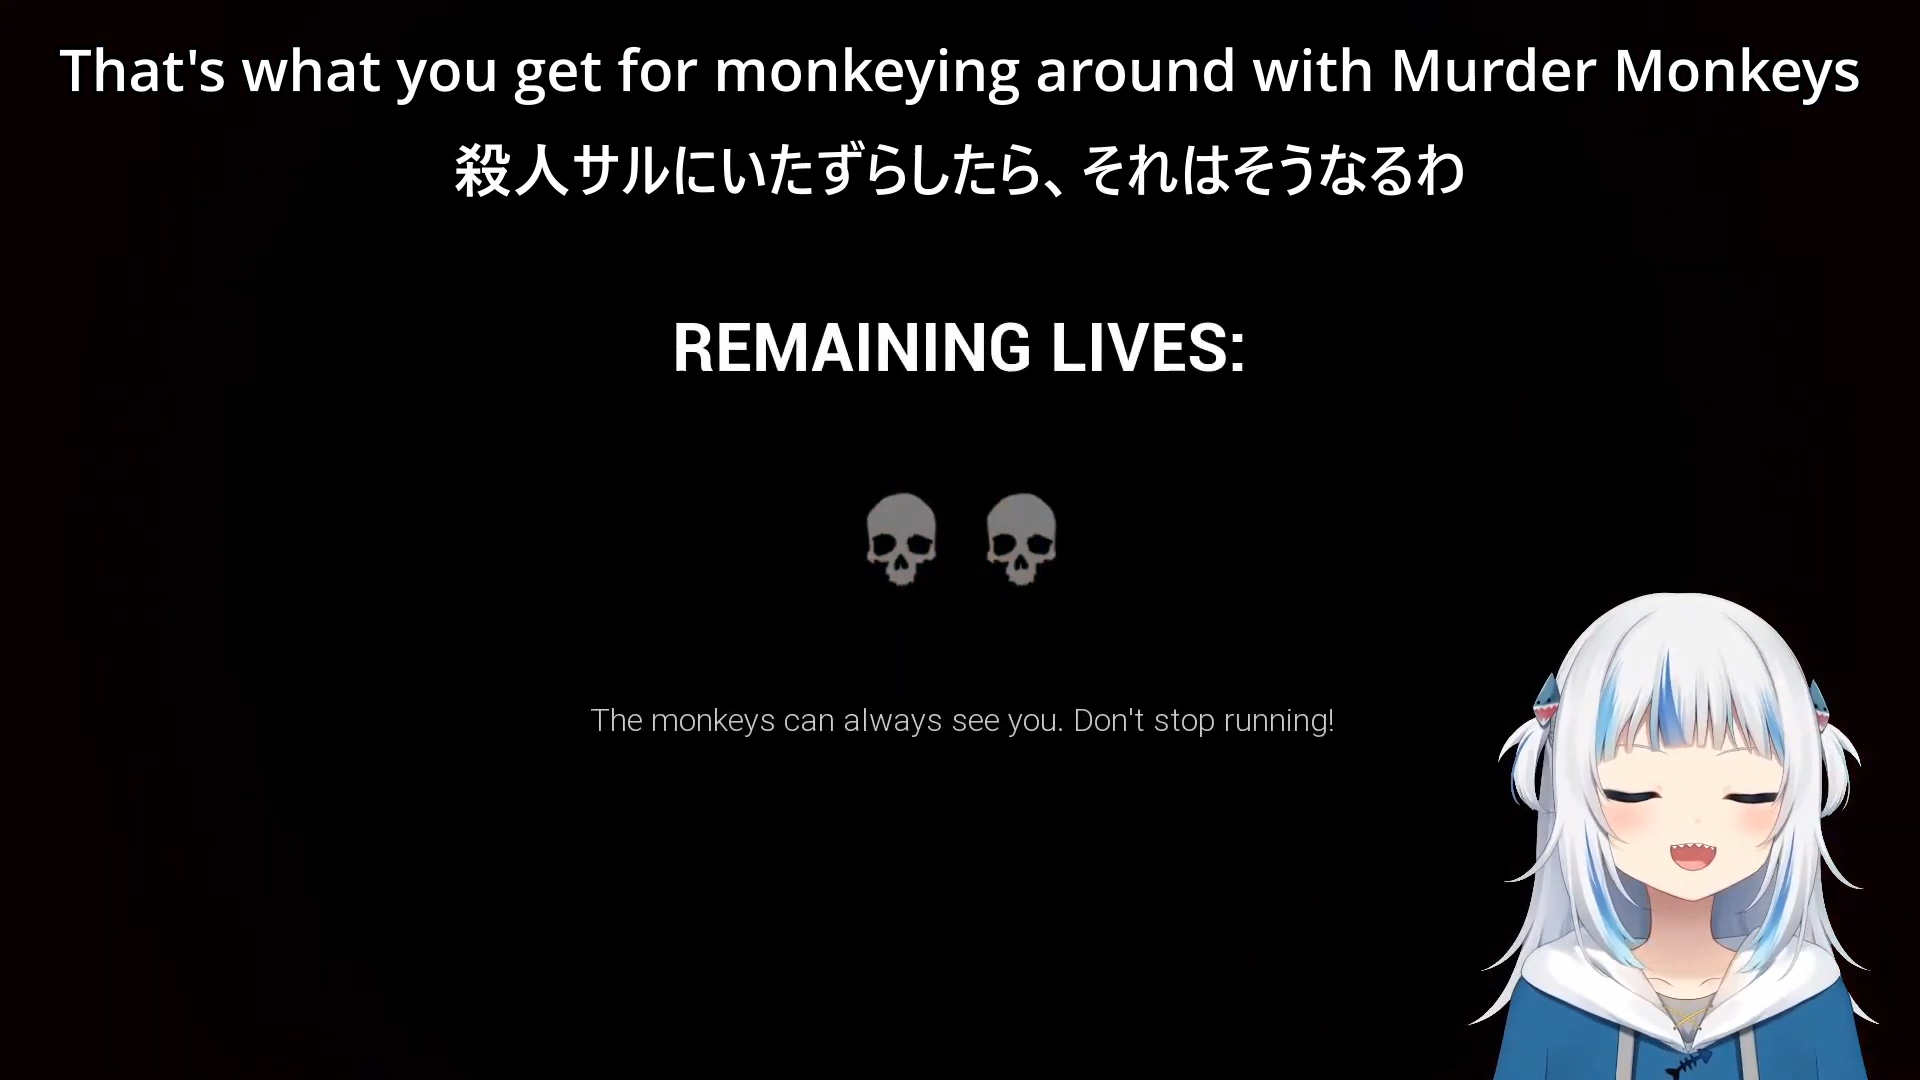 That's what you get for monkeying around with Murder Monkeys
殺人サルにいたずらしたら、それはそうなるわ
REMAINING LIVES:
The monkeys can always see you. Don't stop running!